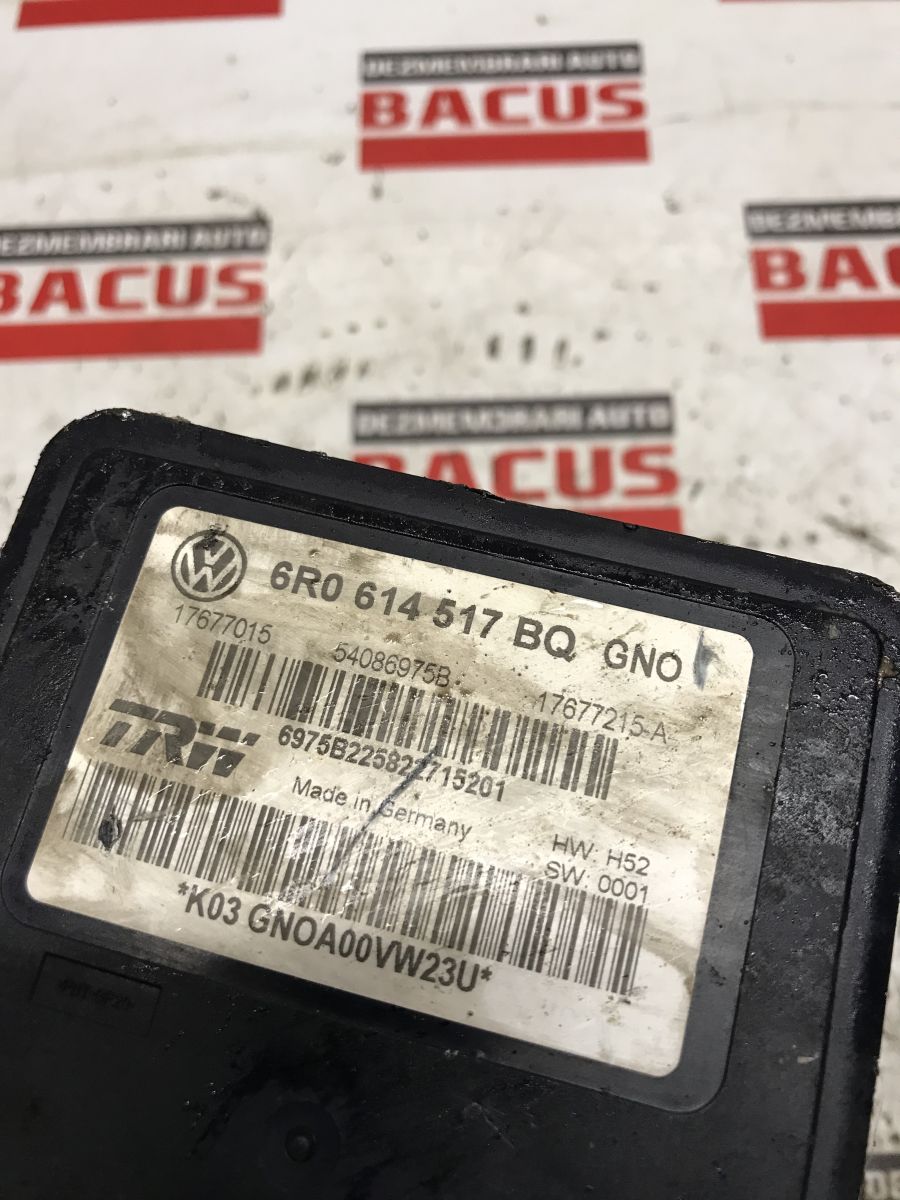 DEZMEMBRARI AUTO
BACUS
DEZMEMBRARI AUTO
BACUS
DEZMEMBRARI AUTO
BACUS
DEZMEMBRARI AUTO
BACUS
6R0 614 517 BQ GNO
17677015 54086975B 17677215-A
TRW
6975B225822715201
Made in Germany
HW: H52
SW: 0001
*K03 GNOA00VW23U*